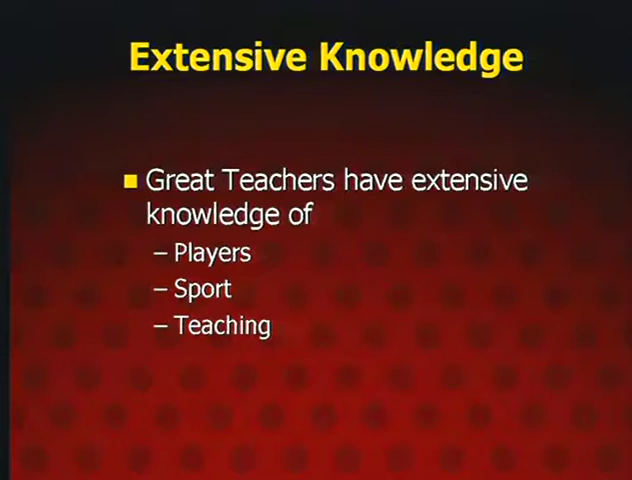 Extensive Knowledge
Great Teachers have extensive
knowledge of
– Players
– Sport
– Teaching